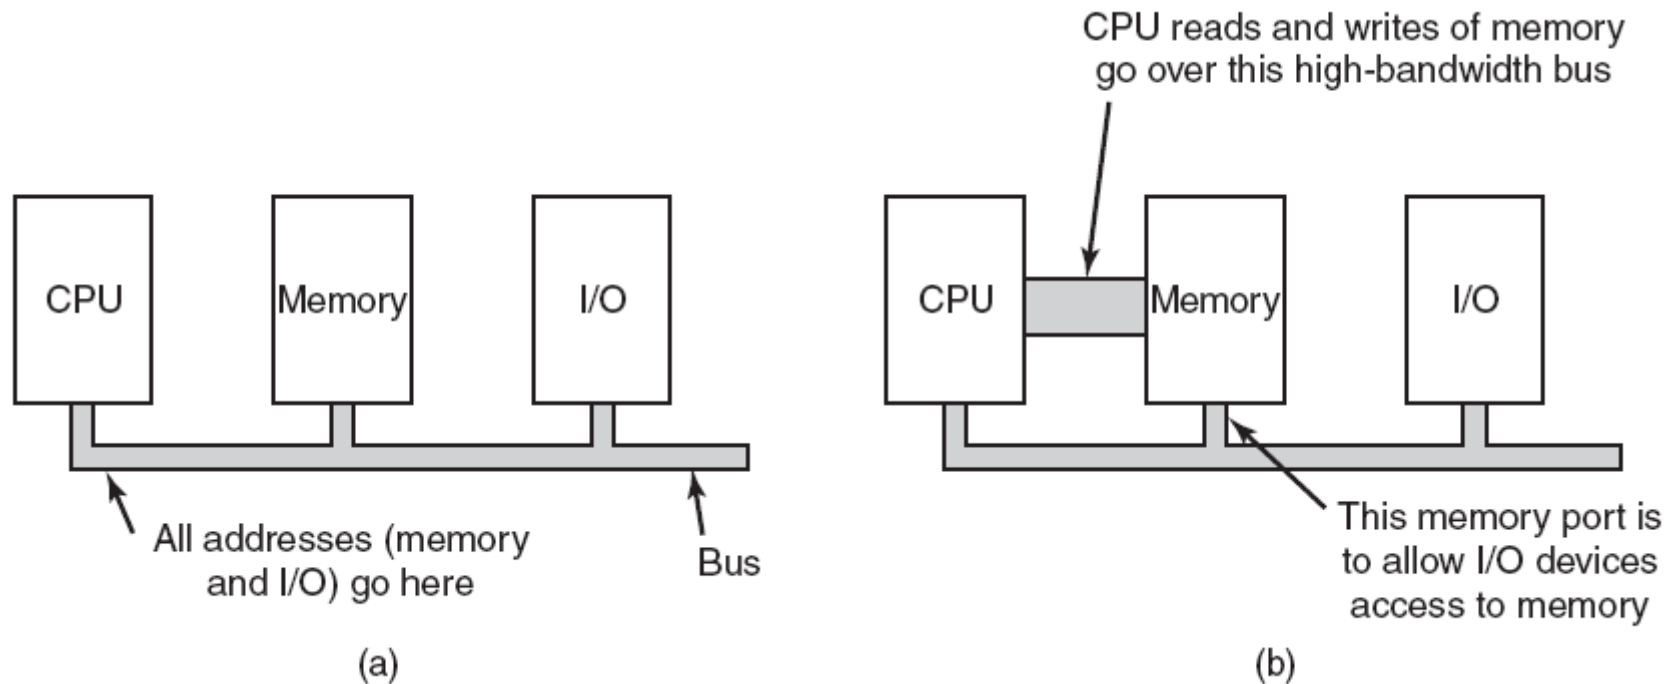 CPU
Memory
I/O
All addresses (memory
and I/O) go here
Bus
(a)
CPU reads and writes of memory
go over this high-bandwidth bus
CPU
Memory
I/O
This memory port is
to allow I/O devices
access to memory
(b)